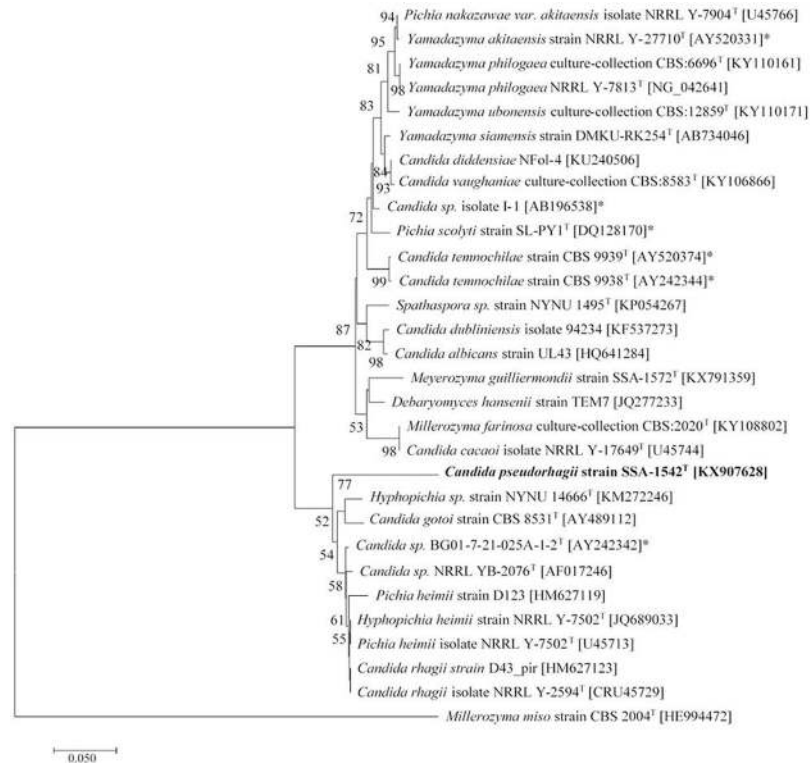 94
Pichia nakazawae var. akitaensis isolate NRRL Y-7904ᵀ [U45766]
95
Yamadazyma akitaensis strain NRRL Y-27710ᵀ [AY520331]*
81
Yamadazyma philogaea culture-collection CBS:6696ᵀ [KY110161]
98
Yamadazyma philogaea NRRL Y-7813ᵀ [NG_042641]
83
Yamadazyma ubonensis culture-collection CBS:12859ᵀ [KY110171]
Yamadazyma siamensis strain DMKU-RK254ᵀ [AB734046]
Candida diddensiae NFol-4 [KU240506]
84
93
Candida vaughaniae culture-collection CBS:8583ᵀ [KY106866]
Candida sp. isolate I-1 [AB196538]*
72
Pichia scolyti strain SL-PY1ᵀ [DQ128170]*
Candida temnochilae strain CBS 9939ᵀ [AY520374]*
99
Candida temnochilae strain CBS 9938ᵀ [AY242344]*
Spathaspora sp. strain NYNU 1495ᵀ [KP054267]
87
Candida dubliniensis isolate 94234 [KF537273]
82
98
Candida albicans strain UL43 [HQ641284]
Meyerozyma guilliermondii strain SSA-1572ᵀ [KX791359]
Debaryomyces hansenii strain TEM7 [JQ277233]
53
Millerozyma farinosa culture-collection CBS:2020ᵀ [KY108802]
98
Candida cacaoi isolate NRRL Y-17649ᵀ [U45744]
Candida pseudorhagii strain SSA-1542ᵀ [KX907628]
77
Hyphopichia sp. strain NYNU 14666ᵀ [KM272246]
52
Candida gotoi strain CBS 8531ᵀ [AY489112]
Candida sp. BG01-7-21-025A-1-2ᵀ [AY242342]*
54
Candida sp. NRRL YB-2076ᵀ [AF017246]
58
Pichia heimii strain D123 [HM627119]
61
Hyphopichia heimii strain NRRL Y-7502ᵀ [JQ689033]
55
Pichia heimii isolate NRRL Y-7502ᵀ [U45713]
Candida rhagii strain D43_pir [HM627123]
Candida rhagii isolate NRRL Y-2594ᵀ [CRU45729]
Millerozyma miso strain CBS 2004ᵀ [HE994472]
0.050